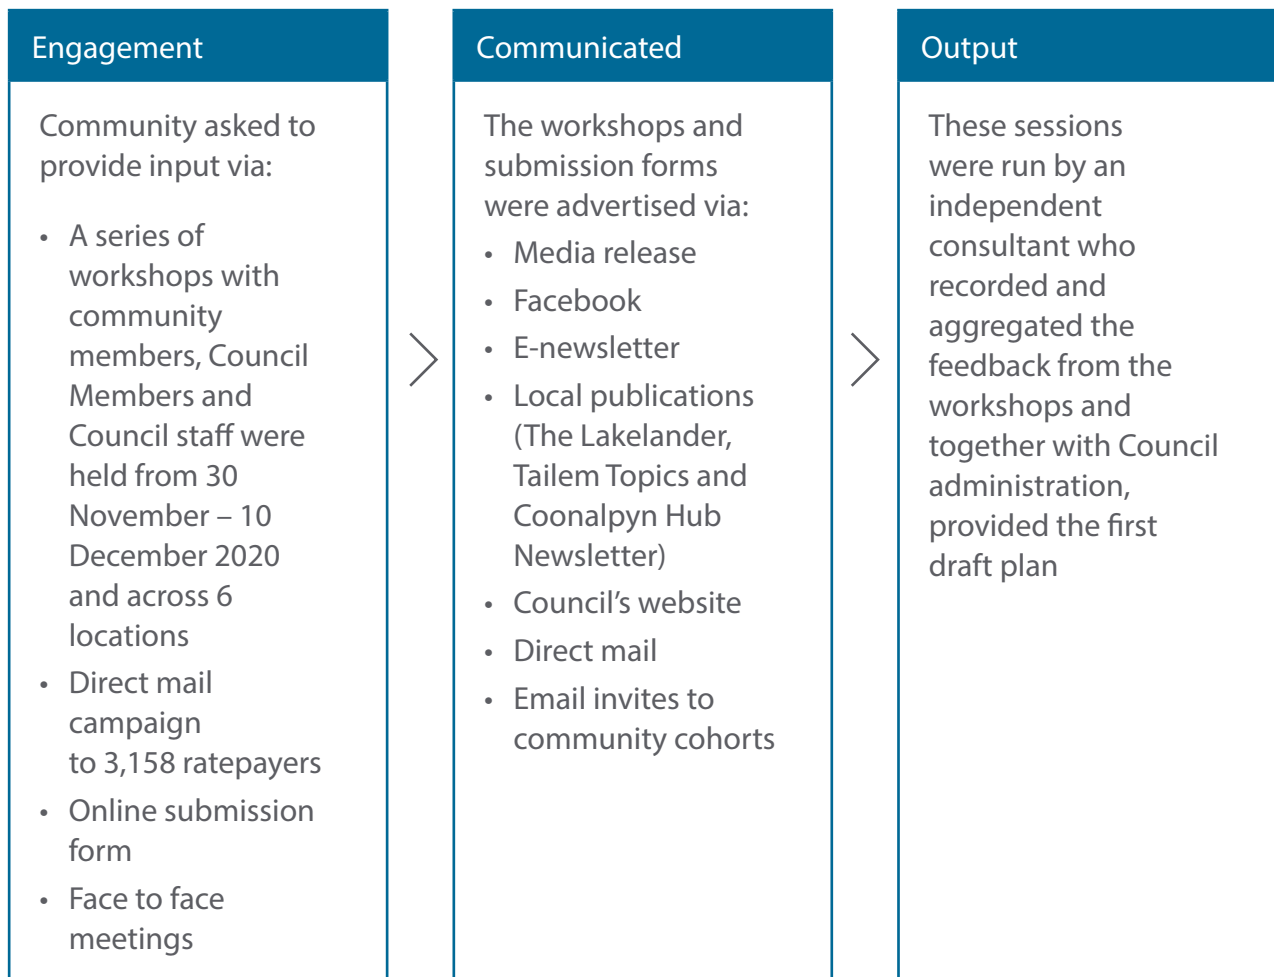 Engagement
Community asked to
provide input via:
• A series of
workshops with
community
members, Council
Members and
Council staff were
held from 30
November – 10
December 2020
and across 6
locations
• Direct mail
campaign
to 3,158 ratepayers
• Online submission
form
• Face to face
meetings
Communicated
The workshops and
submission forms
were advertised via:
• Media release
• Facebook
• E-newsletter
• Local publications
(The Lakelander,
Tailem Topics and
Coonalpyn Hub
Newsletter)
• Council’s website
• Direct mail
• Email invites to
community cohorts
Output
These sessions
were run by an
independent
consultant who
recorded and
aggregated the
feedback from the
workshops and
together with Council
administration,
provided the first
draft plan